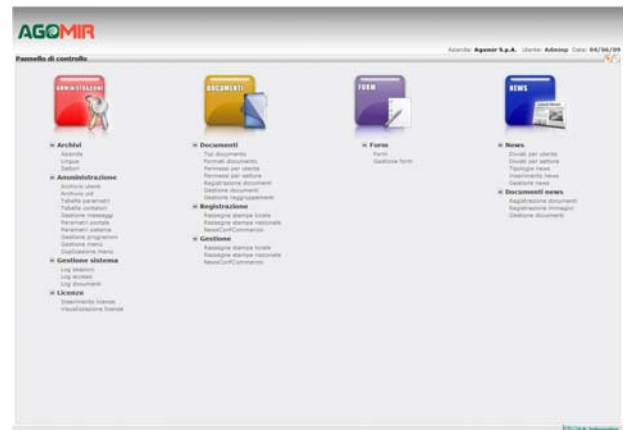 AGOMIR
Azienda: Agomir S.p.A. Utente: Adminsp Data: 04/06/09
Pannello di controllo
AMMINISTRAZIONE
DOCUMENTI
FORM
NEWS
Archivi
Aziende
Lingue
Settori
Amministrazione
Archivio utenti
Archivio uid
Tabella parametri
Tabella contatori
Gestione messaggi
Parametri portale
Parametri sistema
Gestione programmi
Gestione menù
Duplicazione menù
Gestione sistema
Log sessioni
Log accessi
Log documenti
Licenze
Inserimento licenze
Visualizzazione licenze
Documenti
Tipi documento
Formati documento
Permessi per utente
Permessi per settore
Registrazione documenti
Gestione documenti
Gestione raggruppamenti
Registrazione
Rassegna stampa locale
Rassegna stampa nazionale
NewsConfCommercio
Gestione
Rassegna stampa locale
Rassegna stampa nazionale
NewsConfCommercio
Form
Form
Gestione form
News
Divieti per utente
Divieti per settore
Tipologie news
Inserimento news
Gestione news
Documenti news
Registrazione documenti
Registrazione immagini
Gestione documenti